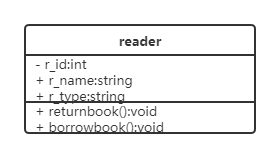 reader
- r_id:int
+ r_name:string
+ r_type:string
+ returnbook():void
+ borrowbook():void